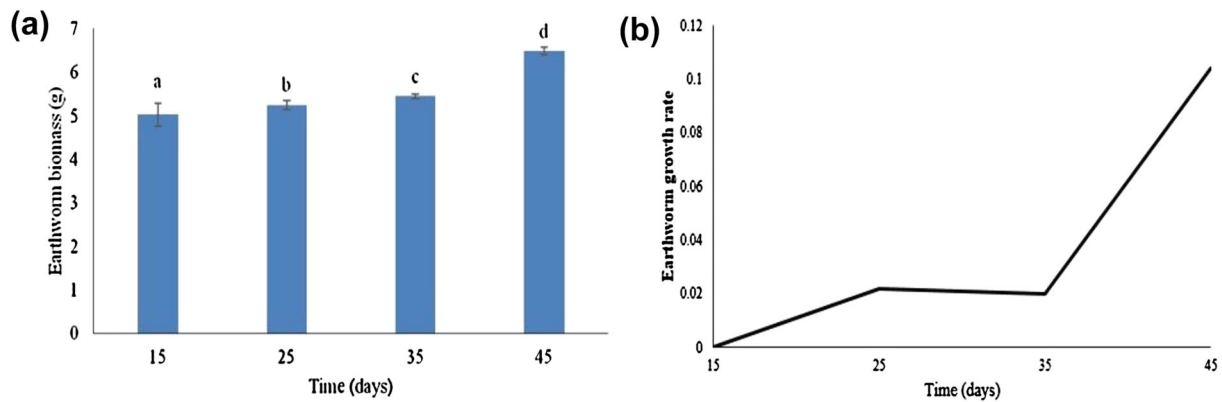 (a)
Earthworm biomass (g)
7
6
5
4
3
2
1
0
a
b
c
d
15 25 35 45
Time (days)
(b)
Earthworm growth rate
0.12
0.1
0.08
0.06
0.04
0.02
0
15 25 35 45
Time (days)